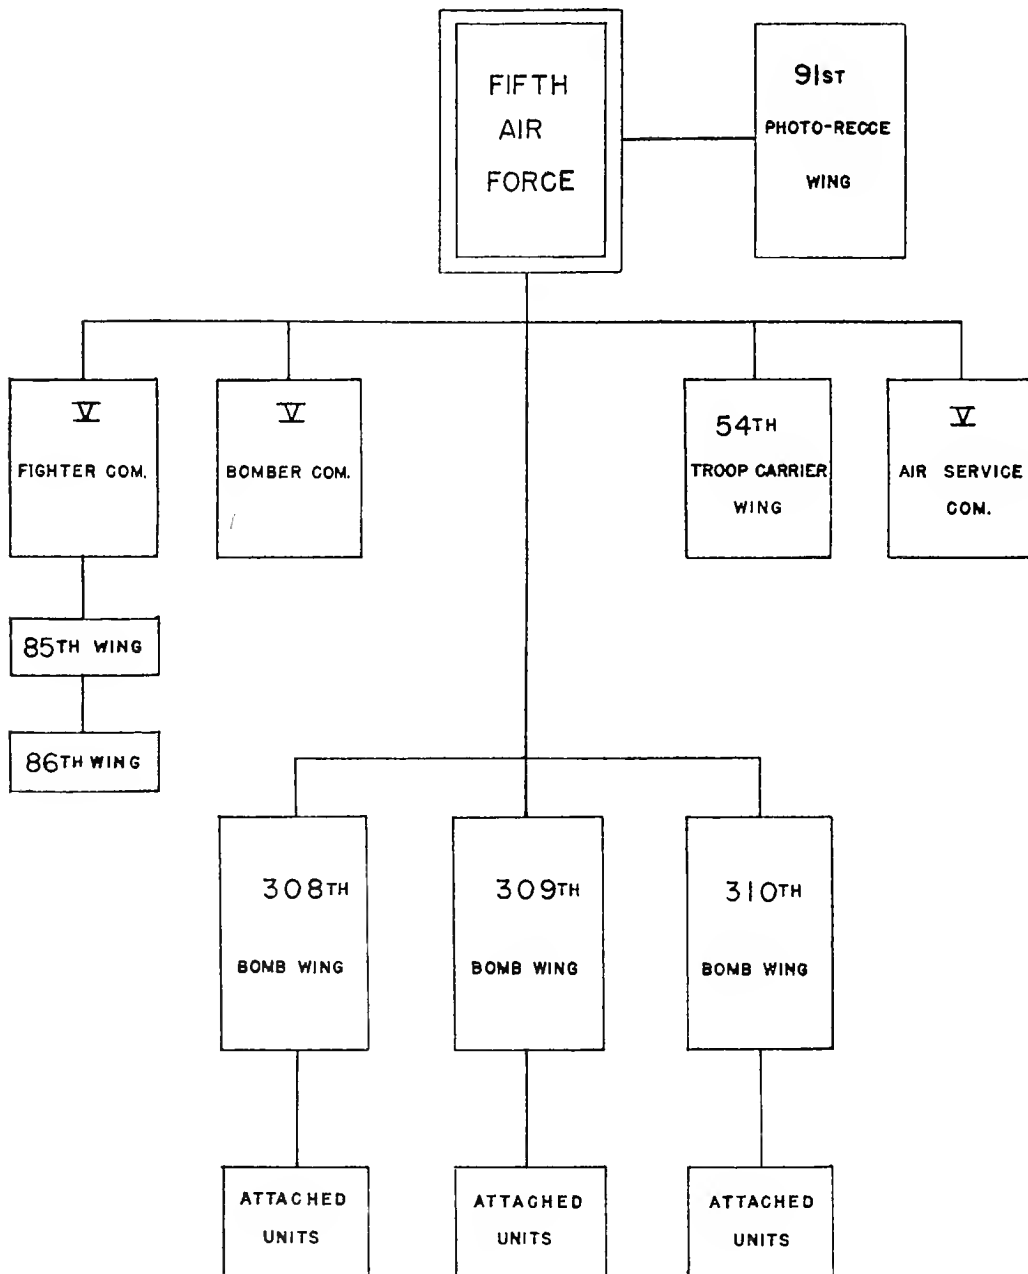 FIFTH
AIR
FORCE
91ST
PHOTO-RECCE
WING
V
FIGHTER COM.
V
BOMBER COM.
54TH
TROOP CARRIER
WING
V
AIR SERVICE
COM.
85TH WING
86TH WING
308TH
BOMB WING
309TH
BOMB WING
310TH
BOMB WING
ATTACHED
UNITS
ATTACHED
UNITS
ATTACHED
UNITS